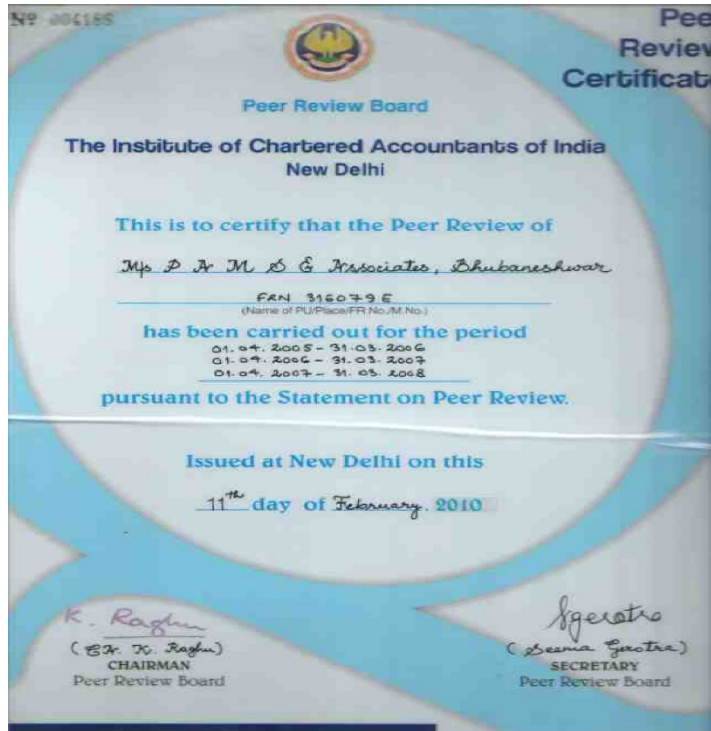 Nº 004185
Pee
Review
Certificate
Peer Review Board
The Institute of Chartered Accountants of India
New Delhi
This is to certify that the Peer Review of
M/s D A M S & Associates, Bhubaneshwar
FRN 316079E
(Name of PU/Place/FR No./M.No.)
has been carried out for the period
01.04.2005 - 31.03.2006
01.04.2006 - 31.03.2007
01.04.2007 - 31.03.2008
pursuant to the Statement on Peer Review.
Issued at New Delhi on this
11th day of February, 2010
K. Raghu
(CA. K. Raghu)
CHAIRMAN
Peer Review Board
Sgerotra
(Seema Gerotra)
SECRETARY
Peer Review Board